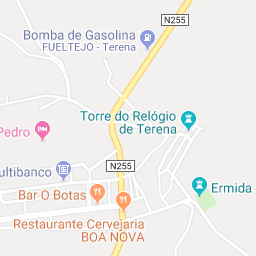 N255
Bomba de Gasolina
FUELTEJO - Terena
N255
Torre do Relógio
de Terena
Pedro
N255
ultibanco
Ermida
Bar O Botas
Restaurante Cervejaria
BOA NOVA